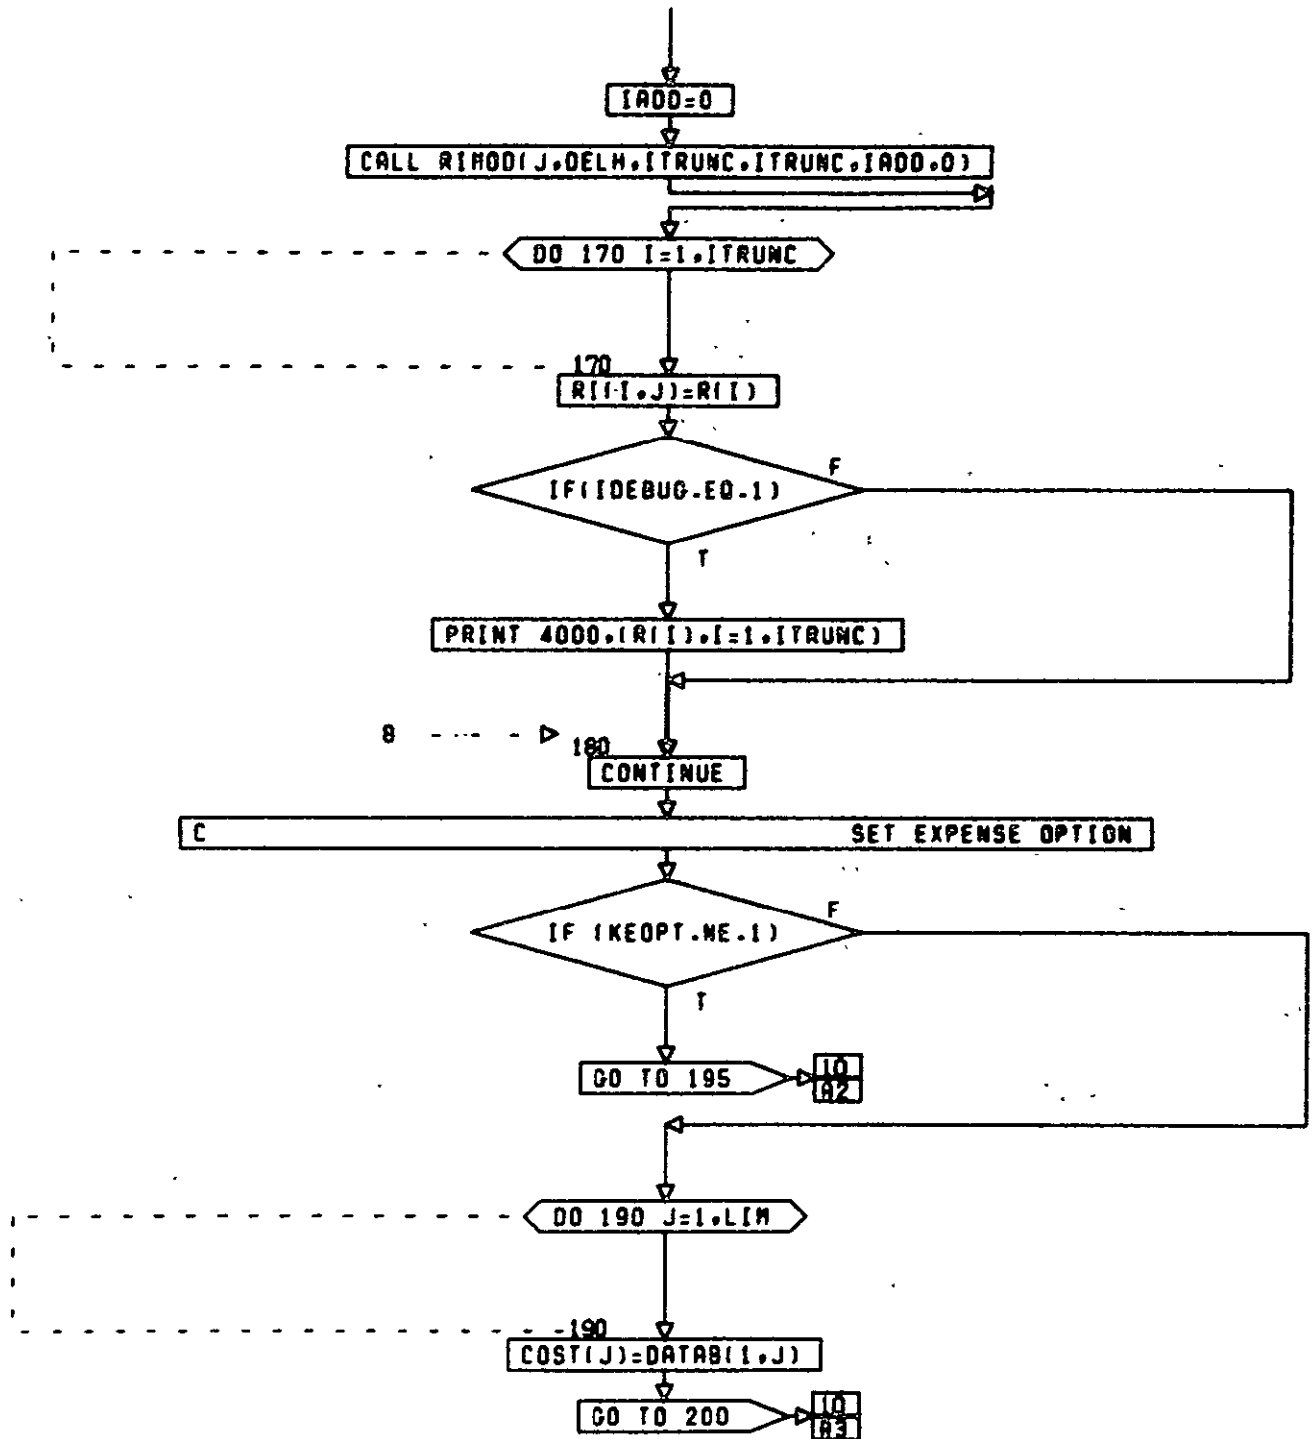 IADD=0
CALL RIMOD(J,DELH,ITRUNC,ITRUNC,IADD,0)
DO 170 I=1,ITRUNC
170
RI(I,J)=R(I)
F
IF(IDEBUG.EQ.1)
T
PRINT 4000,(R(I),I=1,ITRUNC)
8
180
CONTINUE
C SET EXPENSE OPTION
F
IF (KEOPT.NE.1)
T
GO TO 195
10
A2
DO 190 J=1,LIM
190
COST(J)=DATAB(1,J)
GO TO 200
10
A3